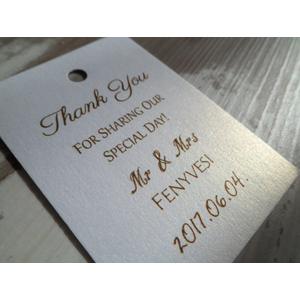 Thank You
For Sharing Our
Special Day!
Mr & Mrs
Fenyvesi
2017.06.04.